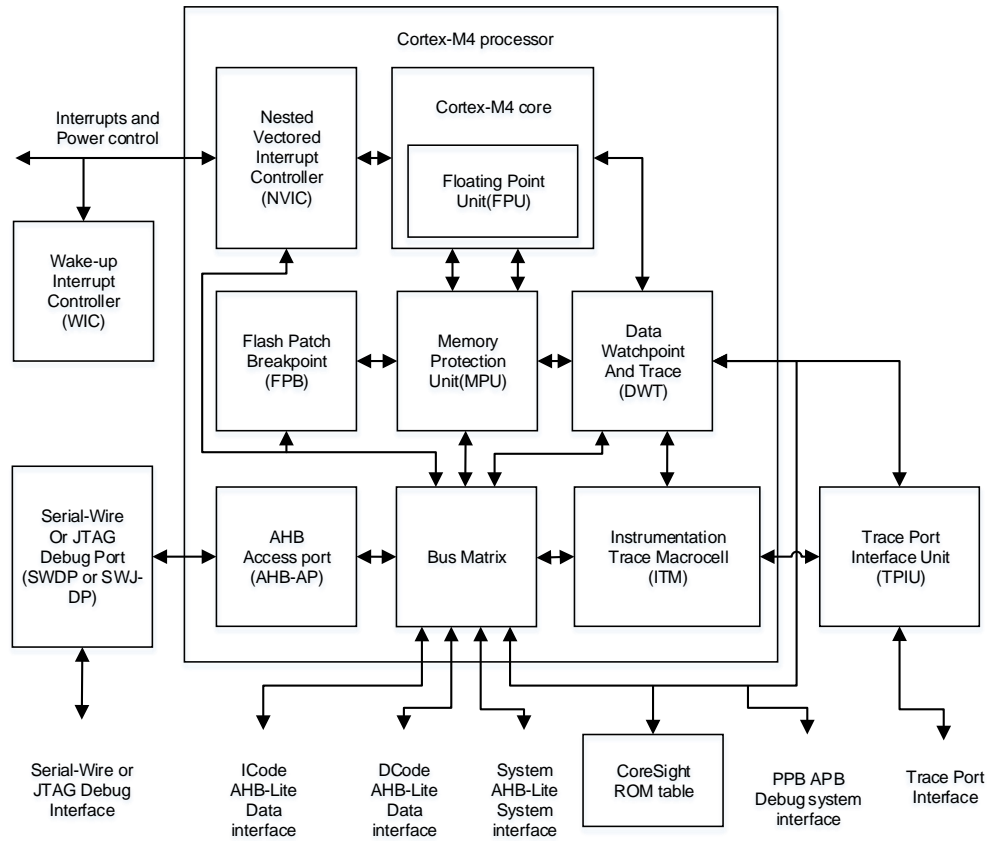 Cortex-M4 processor
Interrupts and
Power control
Nested
Vectored
Interrupt
Controller
(NVIC)
Cortex-M4 core
Floating Point
Unit(FPU)
Wake-up
Interrupt
Controller
(WIC)
Flash Patch
Breakpoint
(FPB)
Memory
Protection
Unit(MPU)
Data
Watchpoint
And Trace
(DWT)
Serial-Wire
Or JTAG
Debug Port
(SWDP or SWJ-
DP)
AHB
Access port
(AHB-AP)
Bus Matrix
Instrumentation
Trace Macrocell
(ITM)
Trace Port
Interface Unit
(TPIU)
Serial-Wire or
JTAG Debug
Interface
ICode
AHB-Lite
Data
interface
DCode
AHB-Lite
Data
interface
System
AHB-Lite
System
interface
CoreSight
ROM table
PPB APB
Debug system
interface
Trace Port
Interface